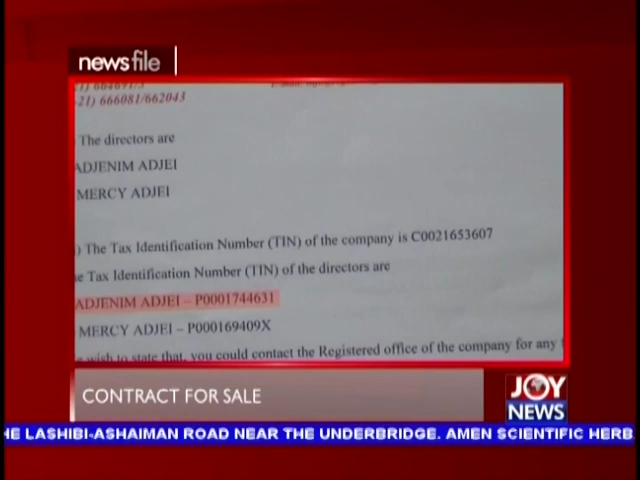 newsfile
21) 664691/3
-21) 666081/662043
The directors are
ADJENIM ADJEI
MERCY ADJEI
) The Tax Identification Number (TIN) of the company is C0021653607
e Tax Identification Number (TIN) of the directors are
ADJENIM ADJEI – P0001744631
MERCY ADJEI – P000169409X
wish to state that, you could contact the Registered office of the company for any
CONTRACT FOR SALE
JOY
NEWS
HE LASHIBI-ASHAIMAN ROAD NEAR THE UNDERBRIDGE. AMEN SCIENTIFIC HERB